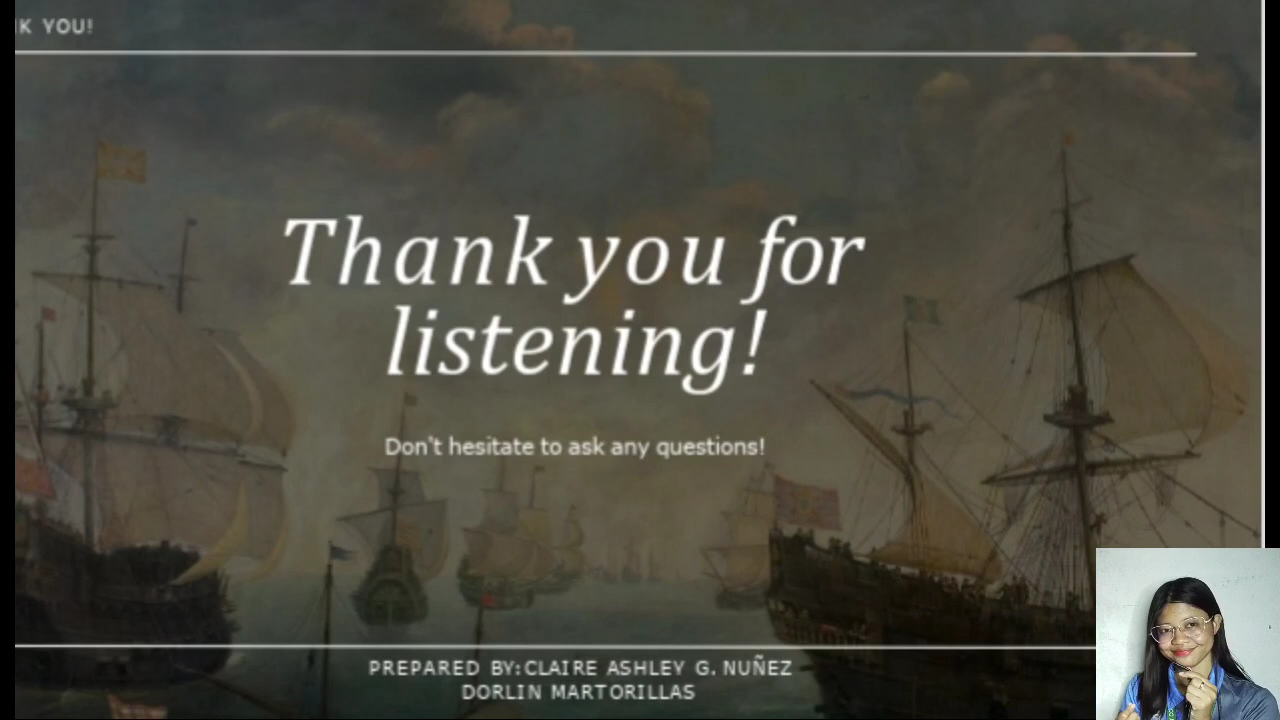 K YOU!
Thank you for
listening!
Don't hesitate to ask any questions!
PREPARED BY:CLAIRE ASHLEY G. NUÑEZ
DORLIN MARTORILLAS